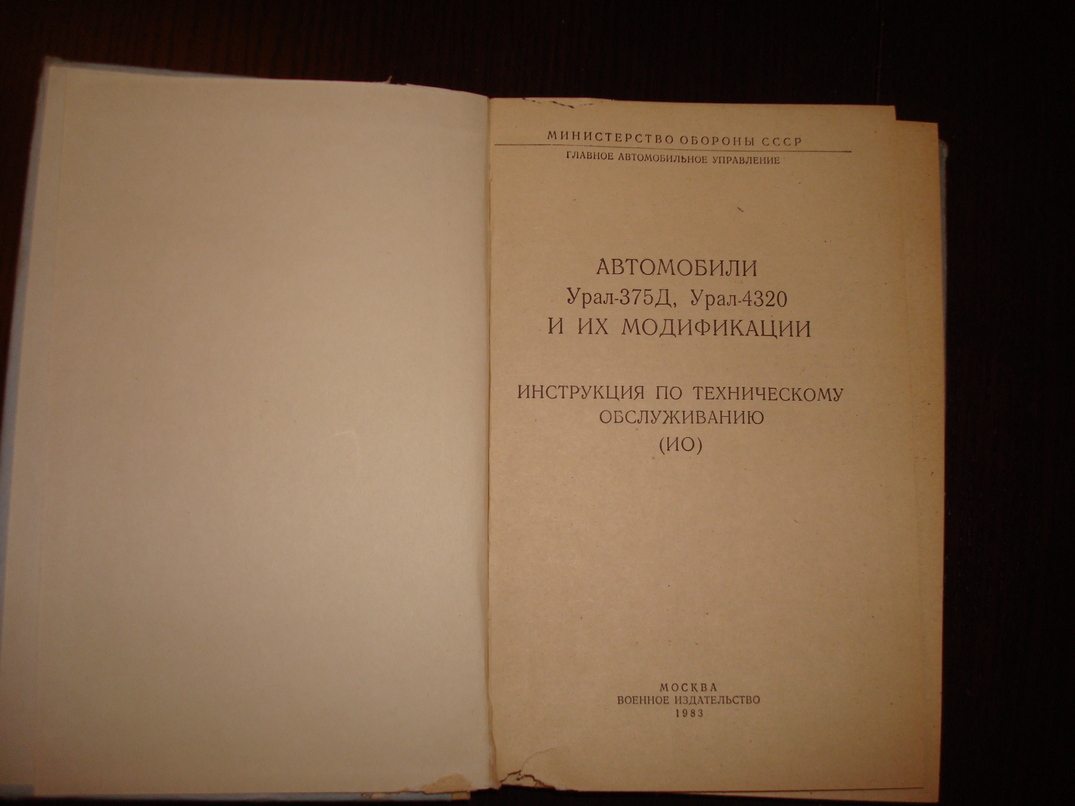 МИНИСТЕРСТВО ОБОРОНЫ СССР
ГЛАВНОЕ АВТОМОБИЛЬНОЕ УПРАВЛЕНИЕ
АВТОМОБИЛИ
Урал-375Д, Урал-4320
И ИХ МОДИФИКАЦИИ
ИНСТРУКЦИЯ ПО ТЕХНИЧЕСКОМУ
ОБСЛУЖИВАНИЮ
(ИО)
МОСКВА
ВОЕННОЕ ИЗДАТЕЛЬСТВО
1983